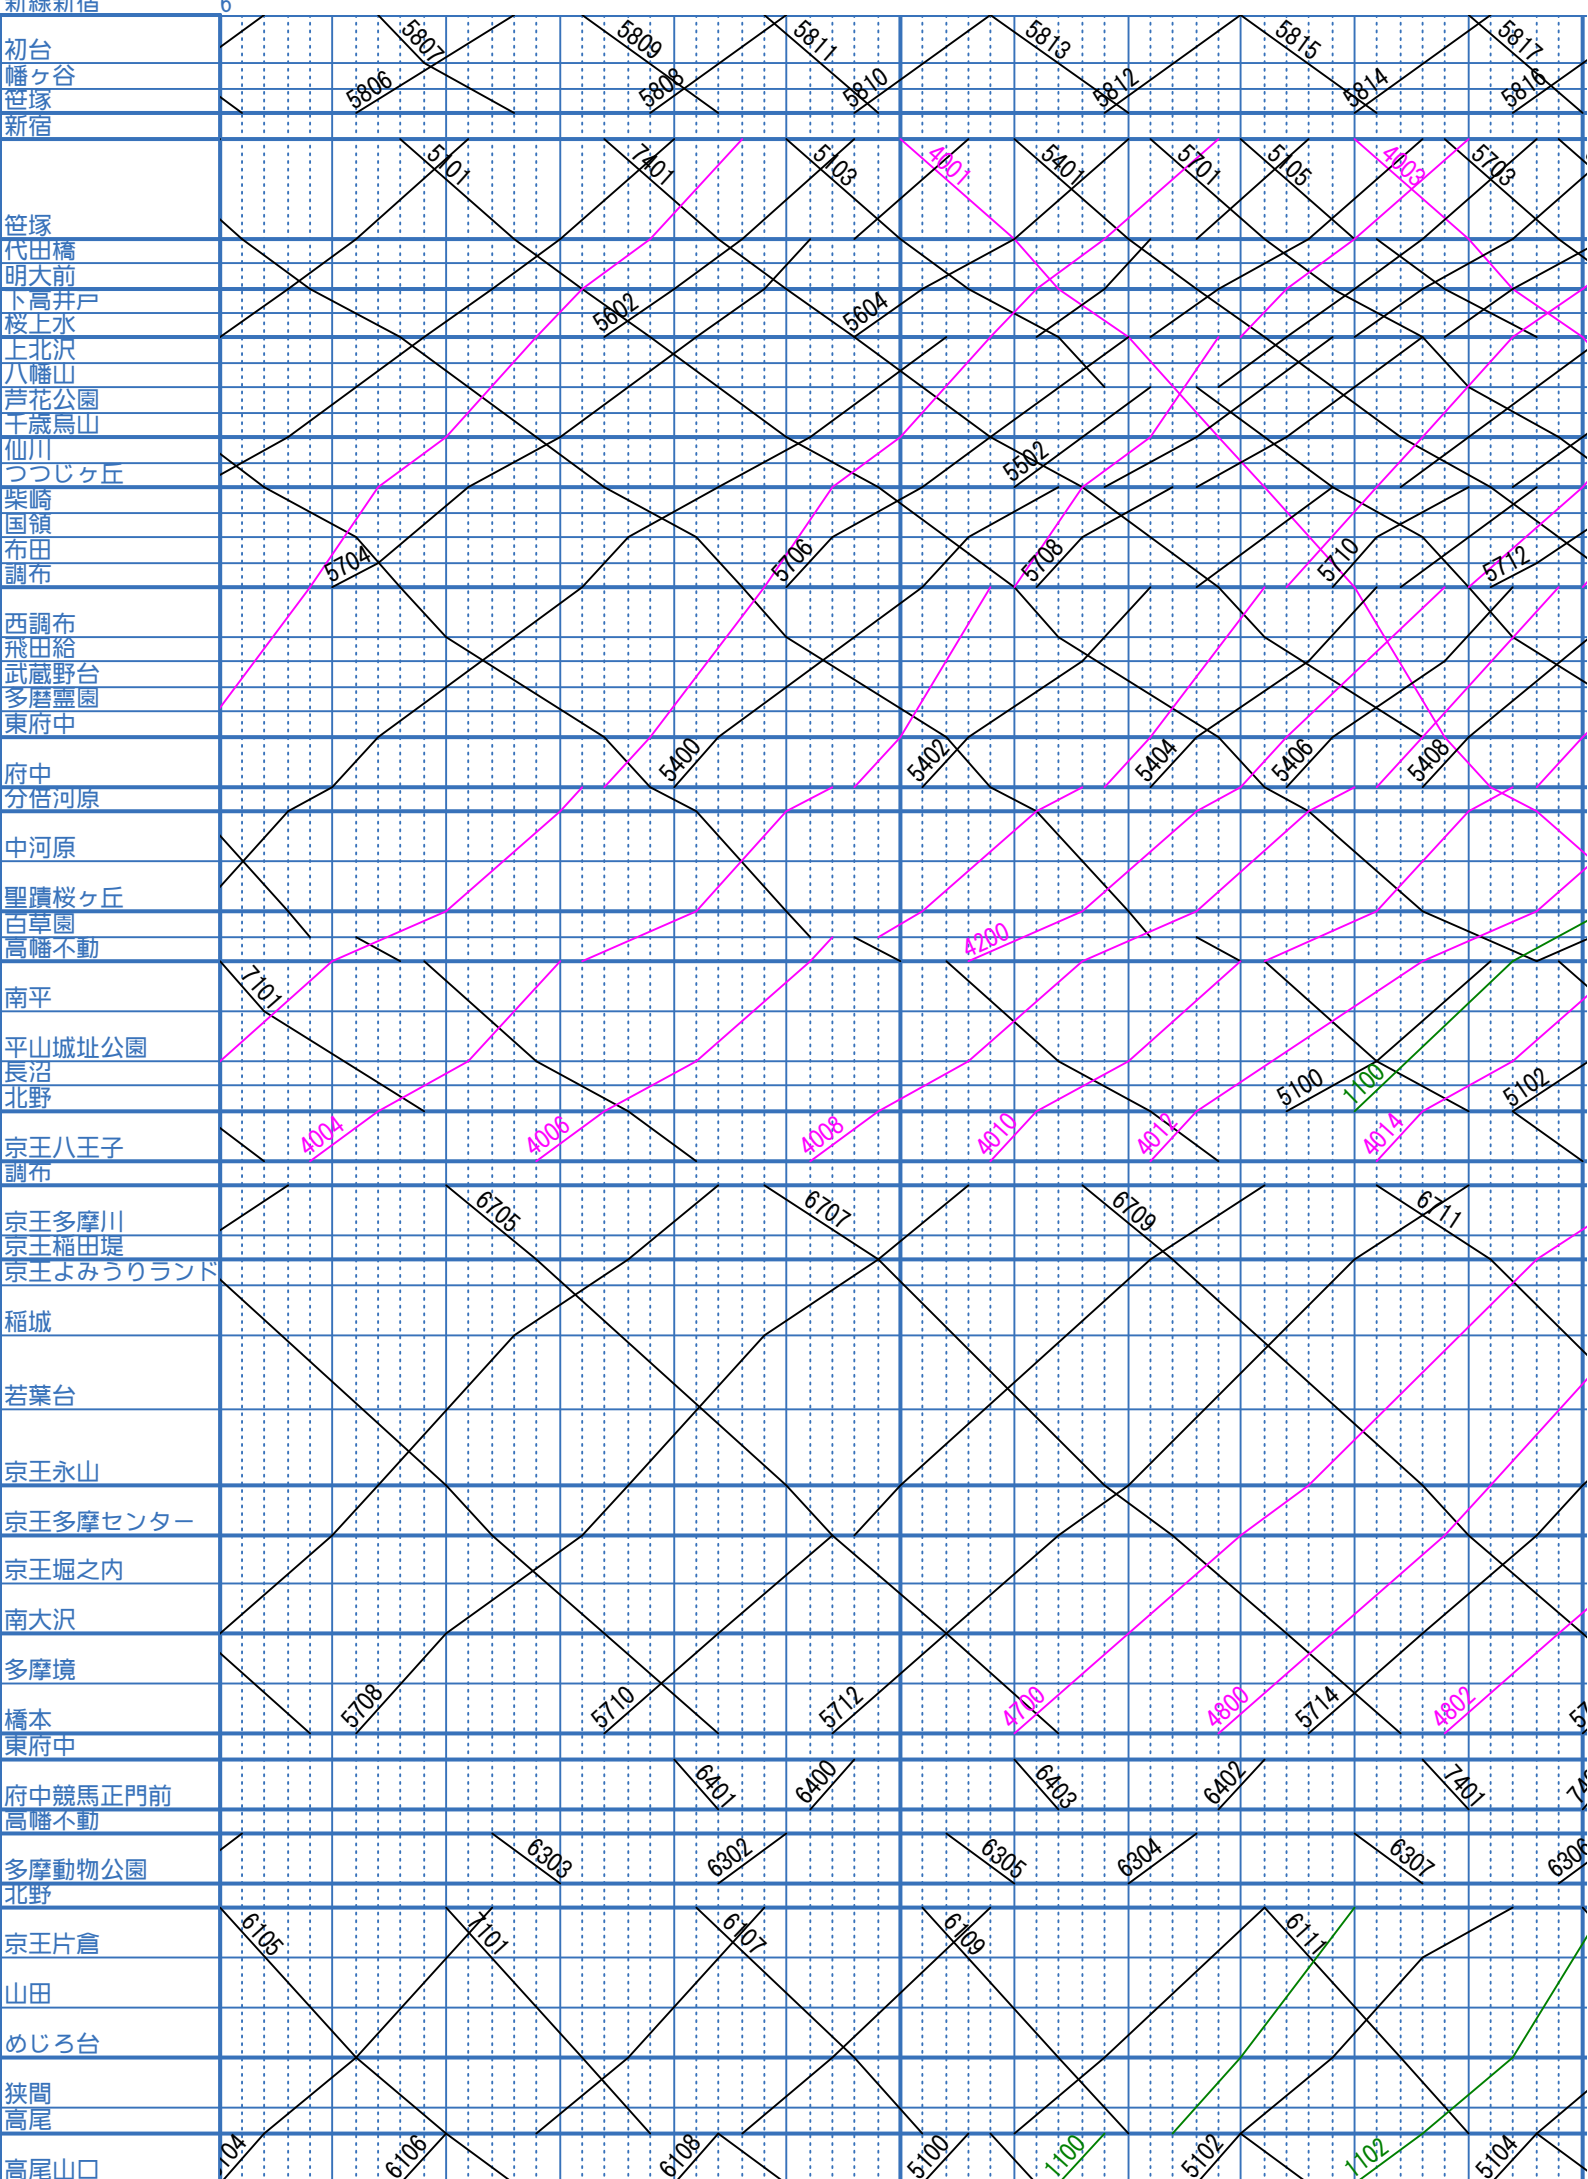 新線新宿 6
5807 5809 5811 5813 5815 5817
初台
幡ヶ谷
5806 5808 5810 5812 5814 5816
笹塚
新宿
5101 7401 5103 4001 5401 5701 5105 4003 5703
笹塚
代田橋
明大前
下高井戸
5602 5604
桜上水
上北沢
八幡山
芦花公園
千歳烏山
仙川
5502
つつじヶ丘
柴崎
国領
布田
5704 5706 5708 5710 5712
調布
西調布
飛田給
武蔵野台
多磨霊園
東府中
5400 5402 5404 5406 5408
府中
分倍河原
中河原
聖蹟桜ヶ丘
百草園
4200
高幡不動
7101
南平
平山城址公園
長沼
5100 1100 5102
北野
4004 4006 4008 4010 4012 4014
京王八王子
調布
6705 6707 6709 6711
京王多摩川
京王稲田堤
京王よみうりランド
稲城
若葉台
京王永山
京王多摩センター
京王堀之内
南大沢
多摩境
5708 5710 5712 4700 4800 5714 4802
橋本
東府中
6401 6400 6403 6402 7401
府中競馬正門前
高幡不動
6303 6302 6305 6304 6307 6306
多摩動物公園
北野
6105 7101 6107 6109 6111
京王片倉
山田
めじろ台
狭間
高尾
6106 6108 5100 1100 5102 1102 5104
高尾山口